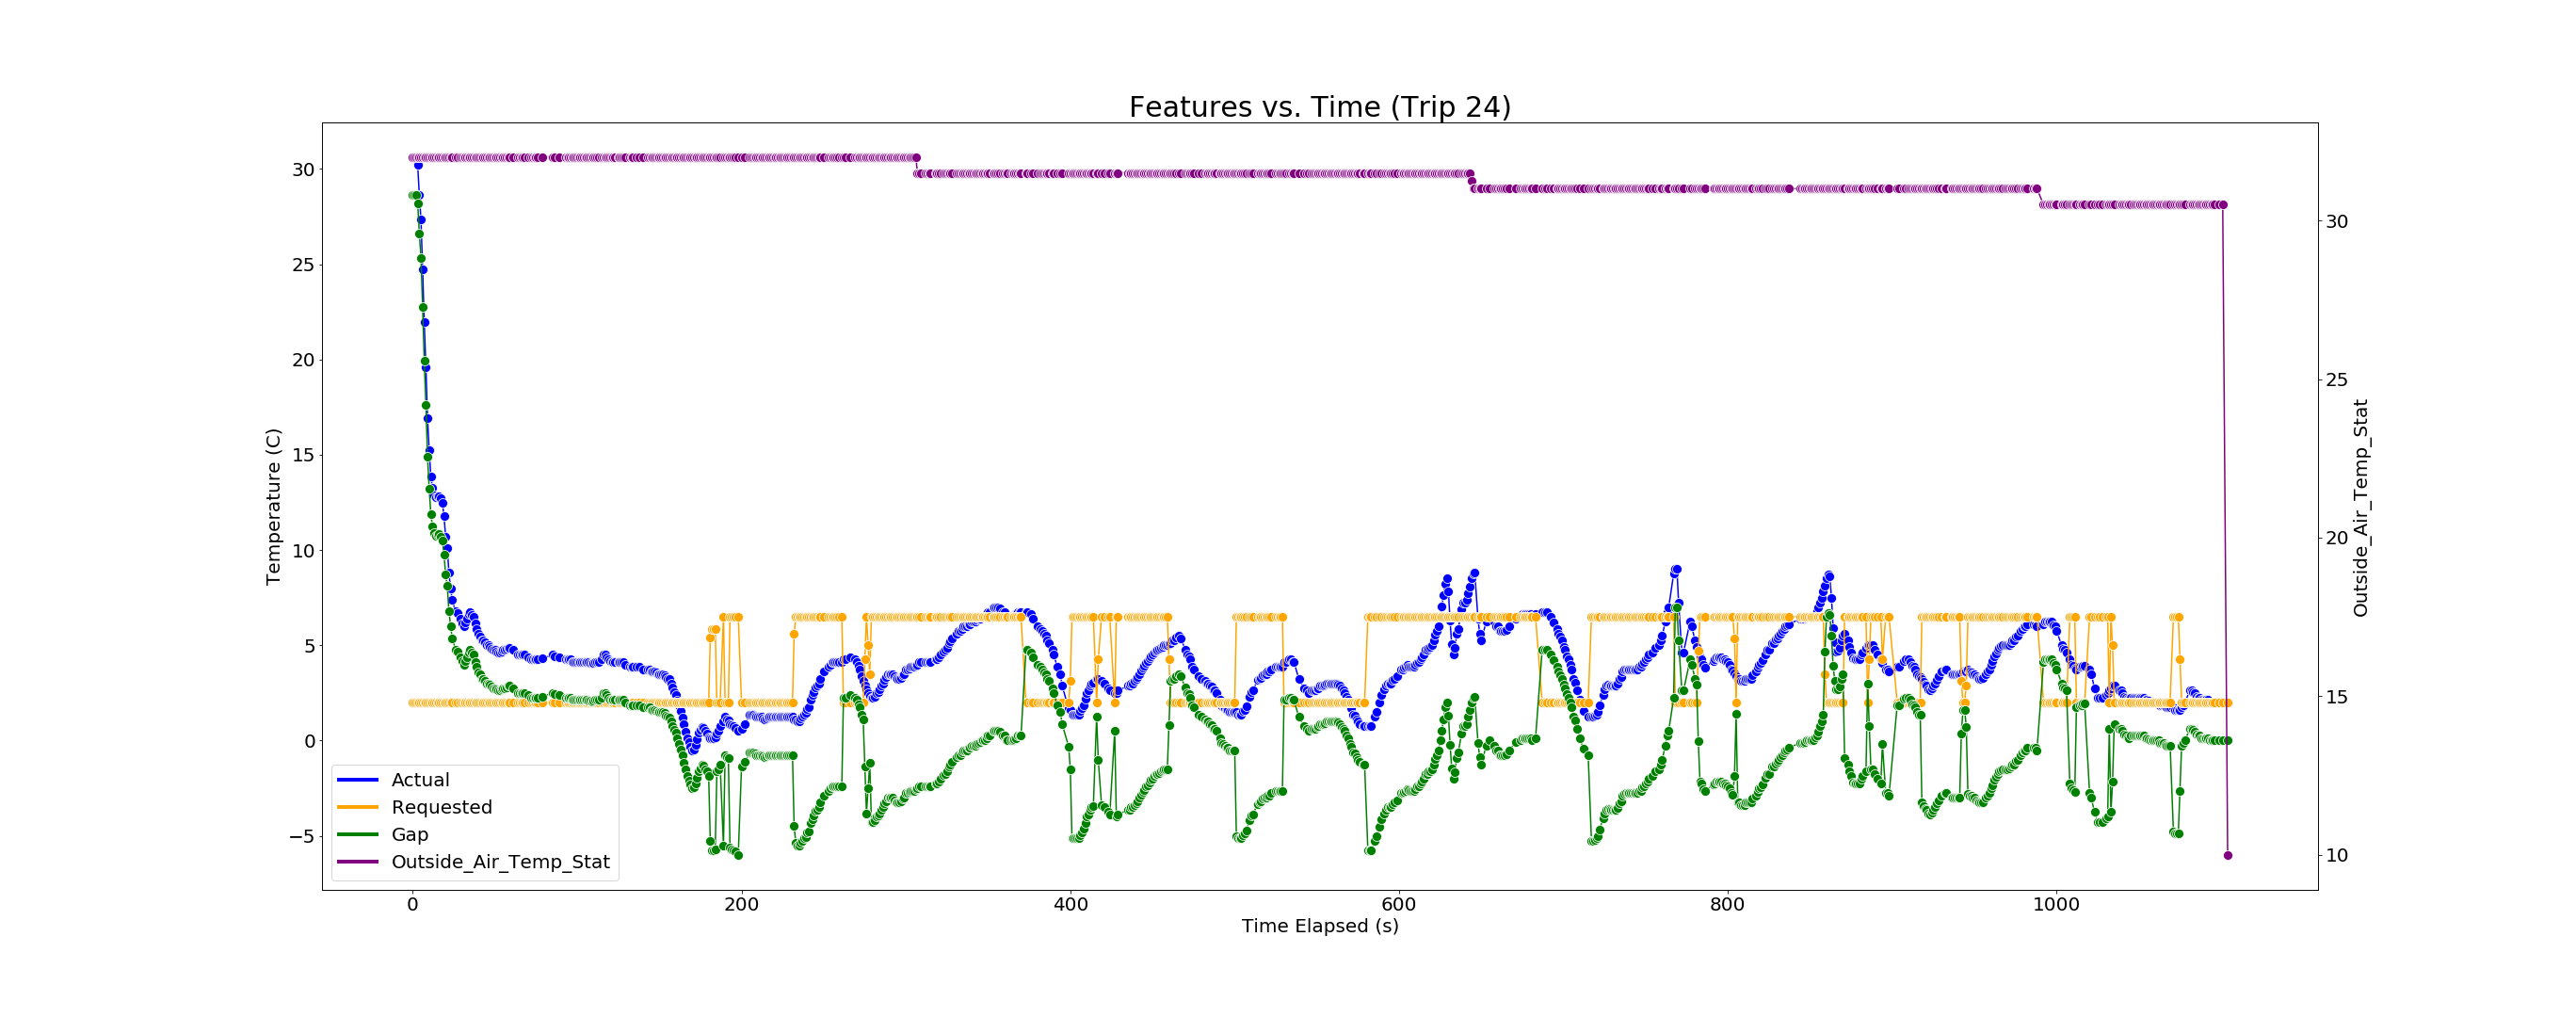 Features vs. Time (Trip 24)
30
25
20
15
10
5
0
−5
Temperature (C)
30
25
20
15
10
Outside_Air_Temp_Stat
Actual
Requested
Gap
Outside_Air_Temp_Stat
0 200 400 600 800 1000
Time Elapsed (s)